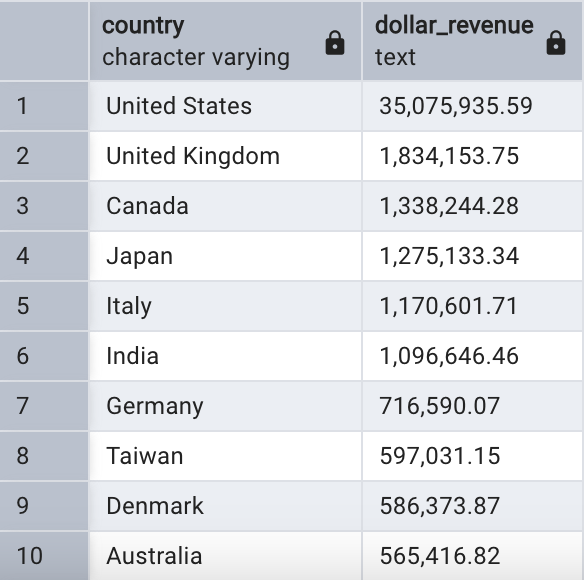 country dollar_revenue
character varying text
1 United States 35,075,935.59
2 United Kingdom 1,834,153.75
3 Canada 1,338,244.28
4 Japan 1,275,133.34
5 Italy 1,170,601.71
6 India 1,096,646.46
7 Germany 716,590.07
8 Taiwan 597,031.15
9 Denmark 586,373.87
10 Australia 565,416.82